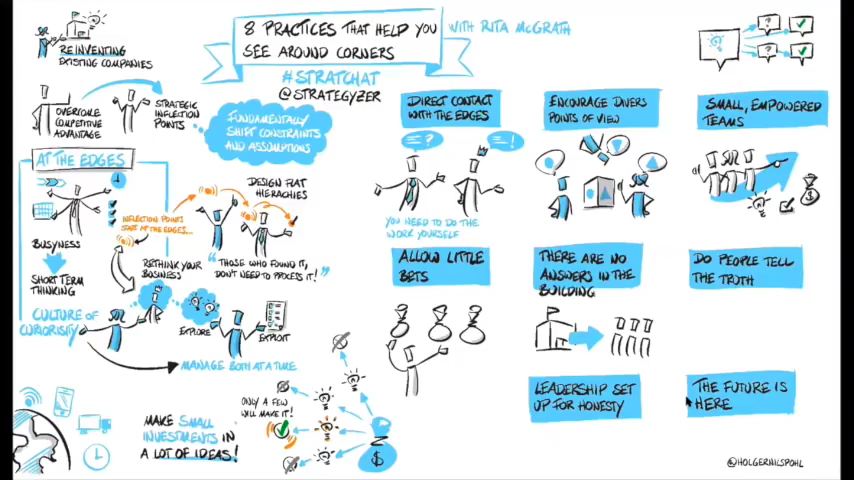 8 PRACTICES THAT HELP YOU
SEE AROUND CORNERS
WITH RITA McGRATH
#STRATCHAT
@STRATEGYZER
REINVENTING
EXISTING COMPANIES
OVERCOME
COMPETITIVE
ADVANTAGE
STRATEGIC
INFLECTION
POINTS
FUNDAMENTALLY
SHIFT CONSTRAINTS
AND ASSUMPTIONS
AT THE EDGES
BUSYNESS
SHORT TERM
THINKING
INFLECTION POINTS
START AT THE EDGES...
DESIGN FLAT
HIERACHIES
"THOSE WHO FOUND IT,
DON'T NEED TO PROCESS IT!"
RETHINK YOUR
BUSINESS
CULTURE OF
CURIOUSITY
EXPLORE
EXPLOIT
MANAGE BOTH AT A TIME
MAKE SMALL
INVESTMENTS IN
A LOT OF IDEAS!
ONLY A FEW
WILL MAKE IT!
$
DIRECT CONTACT
WITH THE EDGES
?
!
YOU NEED TO DO THE
WORK YOURSELF
ALLOW LITTLE
BETS
ENCOURAGE DIVERS
POINTS OF VIEW
THERE ARE NO
ANSWERS IN THE
BUILDING
LEADERSHIP SET
UP FOR HONESTY
?
?
SMALL, EMPOWERED
TEAMS
$
DO PEOPLE TELL
THE TRUTH
THE FUTURE IS
HERE
@HOLGERNILSPOHL